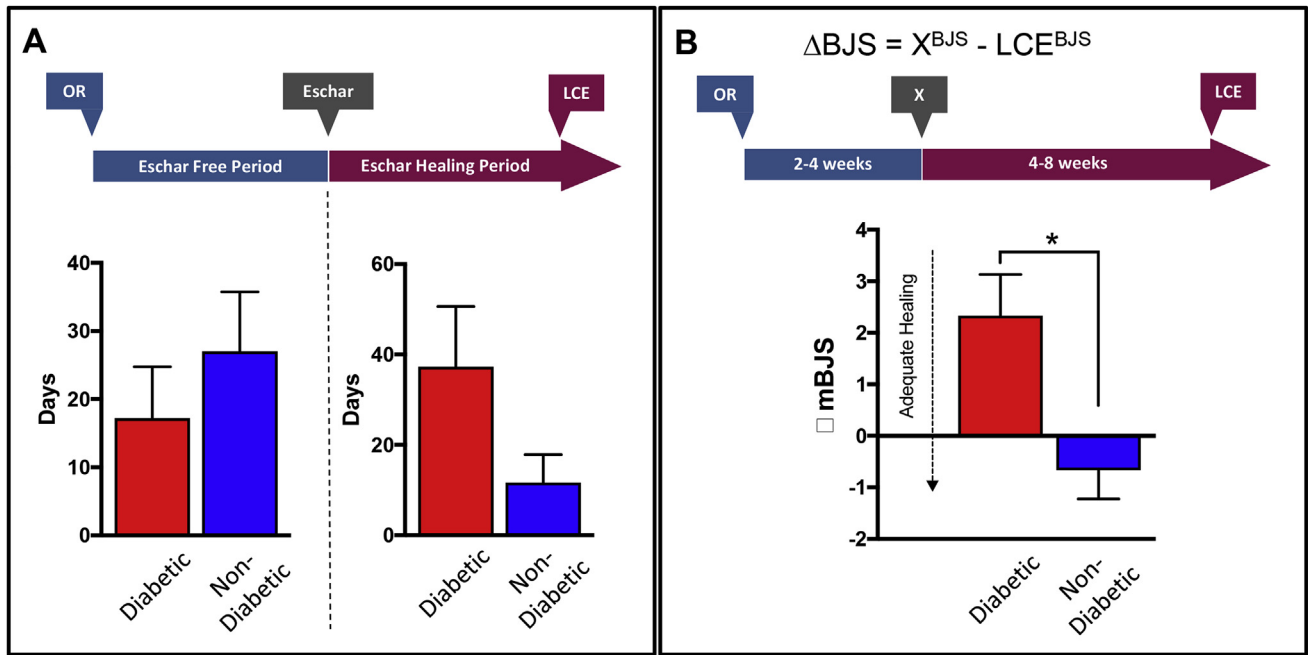 A
OR
Eschar
LCE
Eschar Free Period
Eschar Healing Period
40
30
20
10
0
Days
Diabetic
Non-
Diabetic
60
40
20
0
Days
Diabetic
Non-
Diabetic
B
ΔBJS = X^BJS - LCE^BJS
OR
X
LCE
2-4 weeks
4-8 weeks
4
3
2
1
0
-1
-2
□ mBJS
Adequate Healing
*
Diabetic
Non-
Diabetic